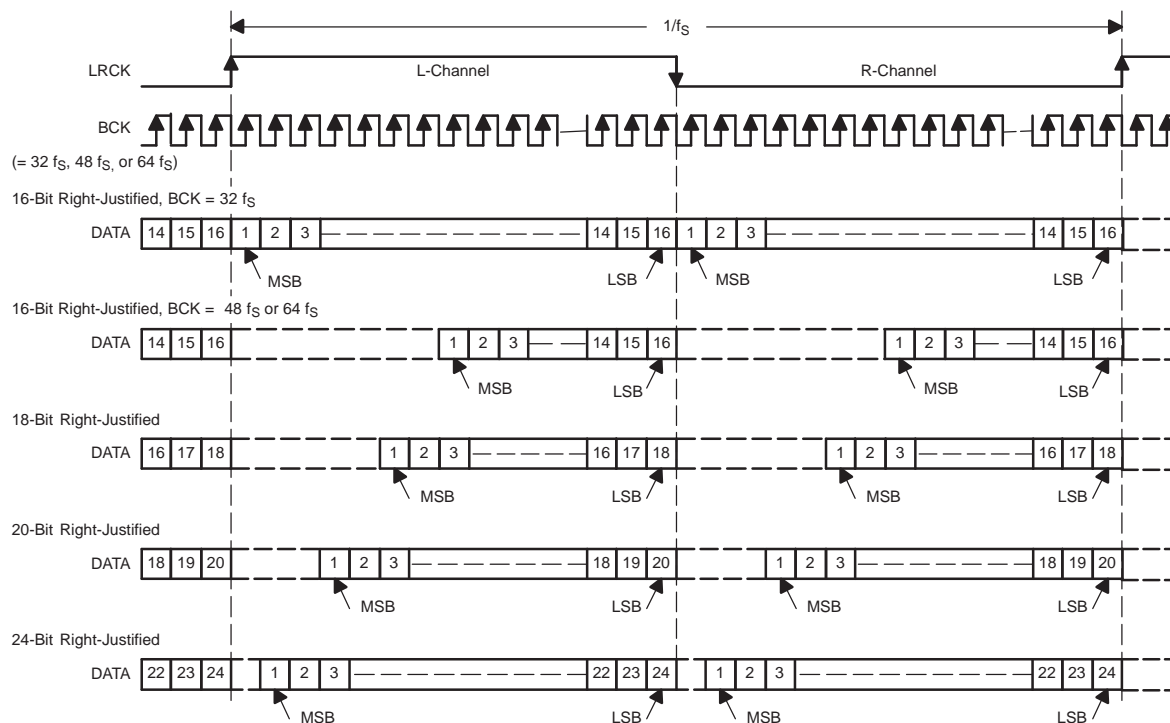 1/fS
LRCK L-Channel R-Channel
BCK
(= 32 fS, 48 fS, or 64 fS)
16-Bit Right-Justified, BCK = 32 fS
DATA 14 15 16 1 2 3 14 15 16 1 2 3 14 15 16
MSB LSB MSB LSB
16-Bit Right-Justified, BCK = 48 fS or 64 fS
DATA 14 15 16 1 2 3 14 15 16 1 2 3 14 15 16
MSB LSB MSB LSB
18-Bit Right-Justified
DATA 16 17 18 1 2 3 16 17 18 1 2 3 16 17 18
MSB LSB MSB LSB
20-Bit Right-Justified
DATA 18 19 20 1 2 3 18 19 20 1 2 3 18 19 20
MSB LSB MSB LSB
24-Bit Right-Justified
DATA 22 23 24 1 2 3 22 23 24 1 2 3 22 23 24
MSB LSB MSB LSB